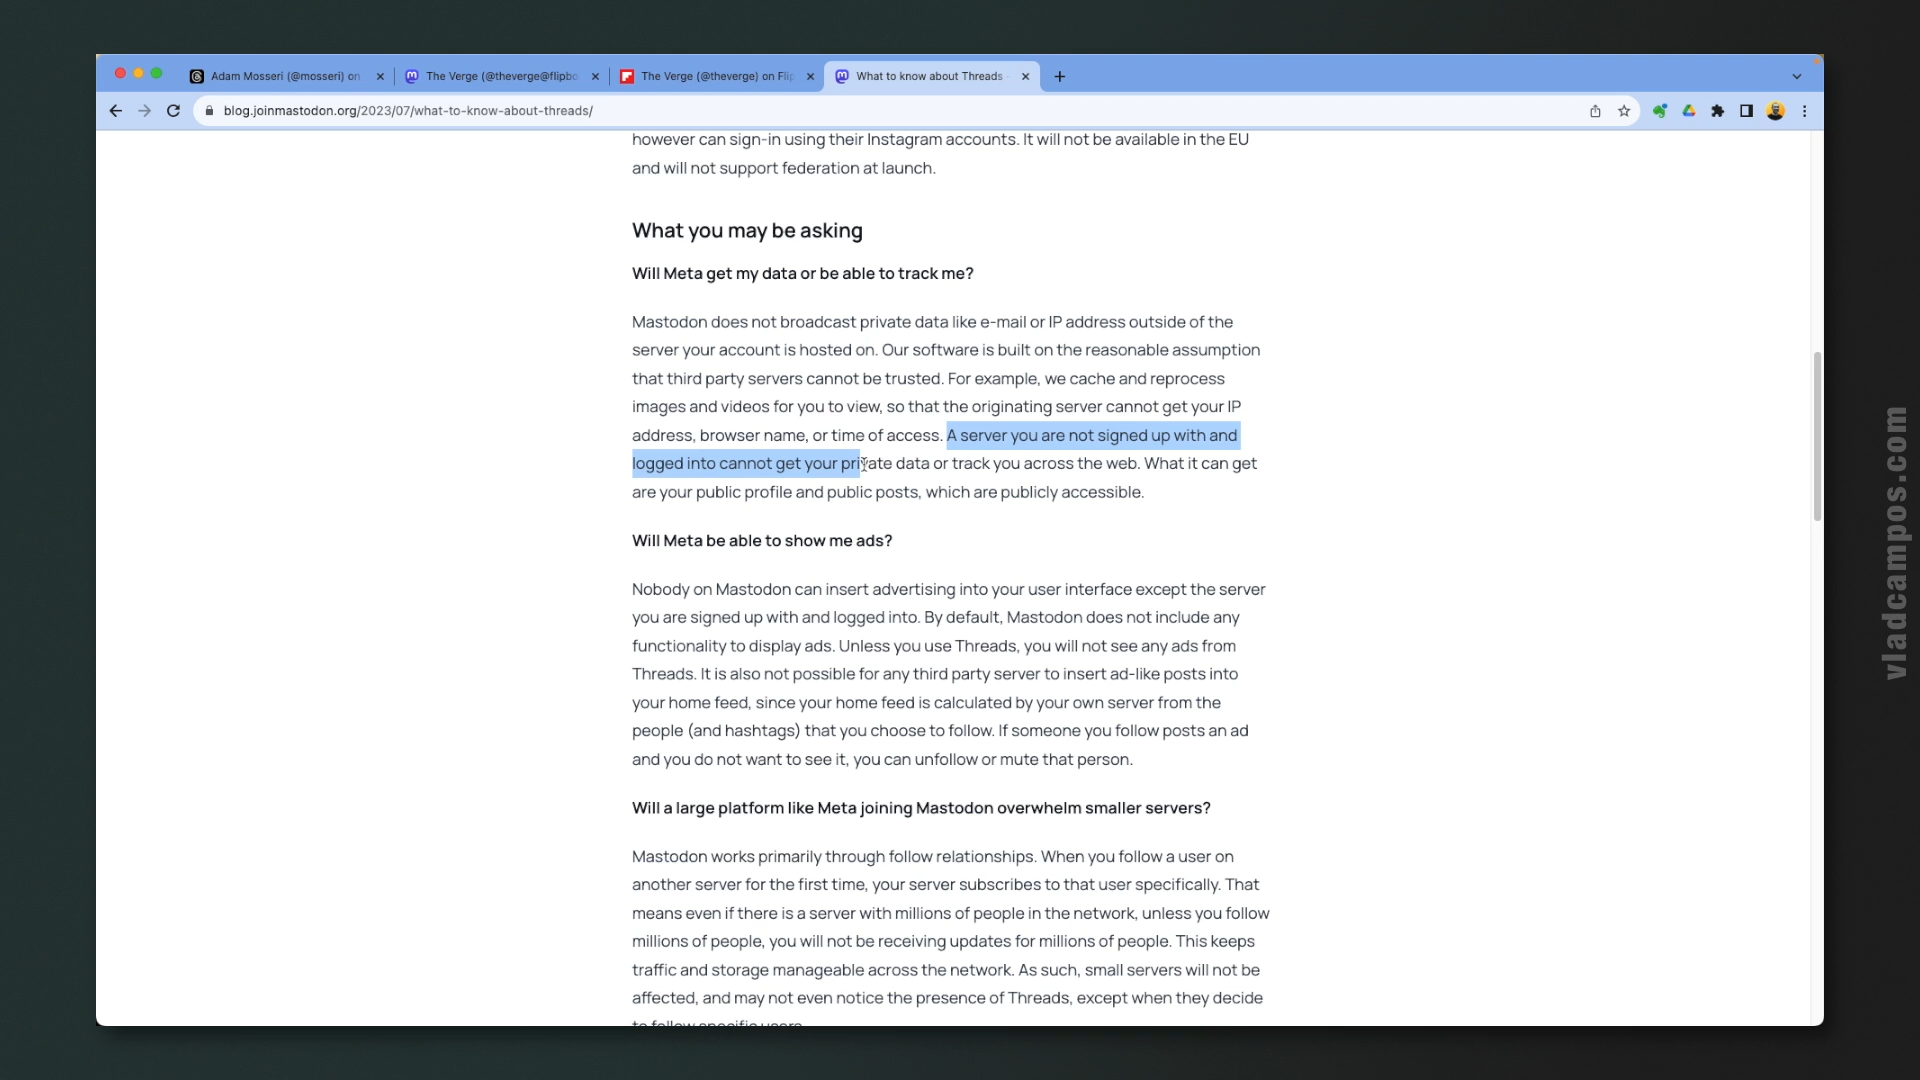 Adam Mosseri (@mosseri) on
The Verge (@theverge@flipbo
The Verge (@theverge) on Flip
What to know about Threads -
blog.joinmastodon.org/2023/07/what-to-know-about-threads/
however can sign-in using their Instagram accounts. It will not be available in the EU
and will not support federation at launch.
What you may be asking
Will Meta get my data or be able to track me?
Mastodon does not broadcast private data like e-mail or IP address outside of the
server your account is hosted on. Our software is built on the reasonable assumption
that third party servers cannot be trusted. For example, we cache and reprocess
images and videos for you to view, so that the originating server cannot get your IP
address, browser name, or time of access. A server you are not signed up with and
logged into cannot get your private data or track you across the web. What it can get
are your public profile and public posts, which are publicly accessible.
Will Meta be able to show me ads?
Nobody on Mastodon can insert advertising into your user interface except the server
you are signed up with and logged into. By default, Mastodon does not include any
functionality to display ads. Unless you use Threads, you will not see any ads from
Threads. It is also not possible for any third party server to insert ad-like posts into
your home feed, since your home feed is calculated by your own server from the
people (and hashtags) that you choose to follow. If someone you follow posts an ad
and you do not want to see it, you can unfollow or mute that person.
Will a large platform like Meta joining Mastodon overwhelm smaller servers?
Mastodon works primarily through follow relationships. When you follow a user on
another server for the first time, your server subscribes to that user specifically. That
means even if there is a server with millions of people in the network, unless you follow
millions of people, you will not be receiving updates for millions of people. This keeps
traffic and storage manageable across the network. As such, small servers will not be
affected, and may not even notice the presence of Threads, except when they decide
to follow specific users.
vladcampos.com